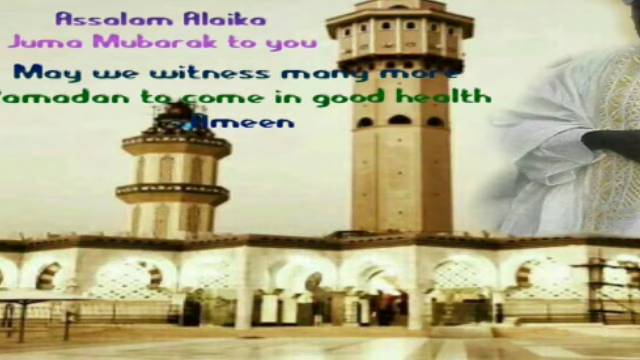 Assalam Alaika
Juma Mubarak to you
May we witness many more
Ramadan to come in good health
Ameen